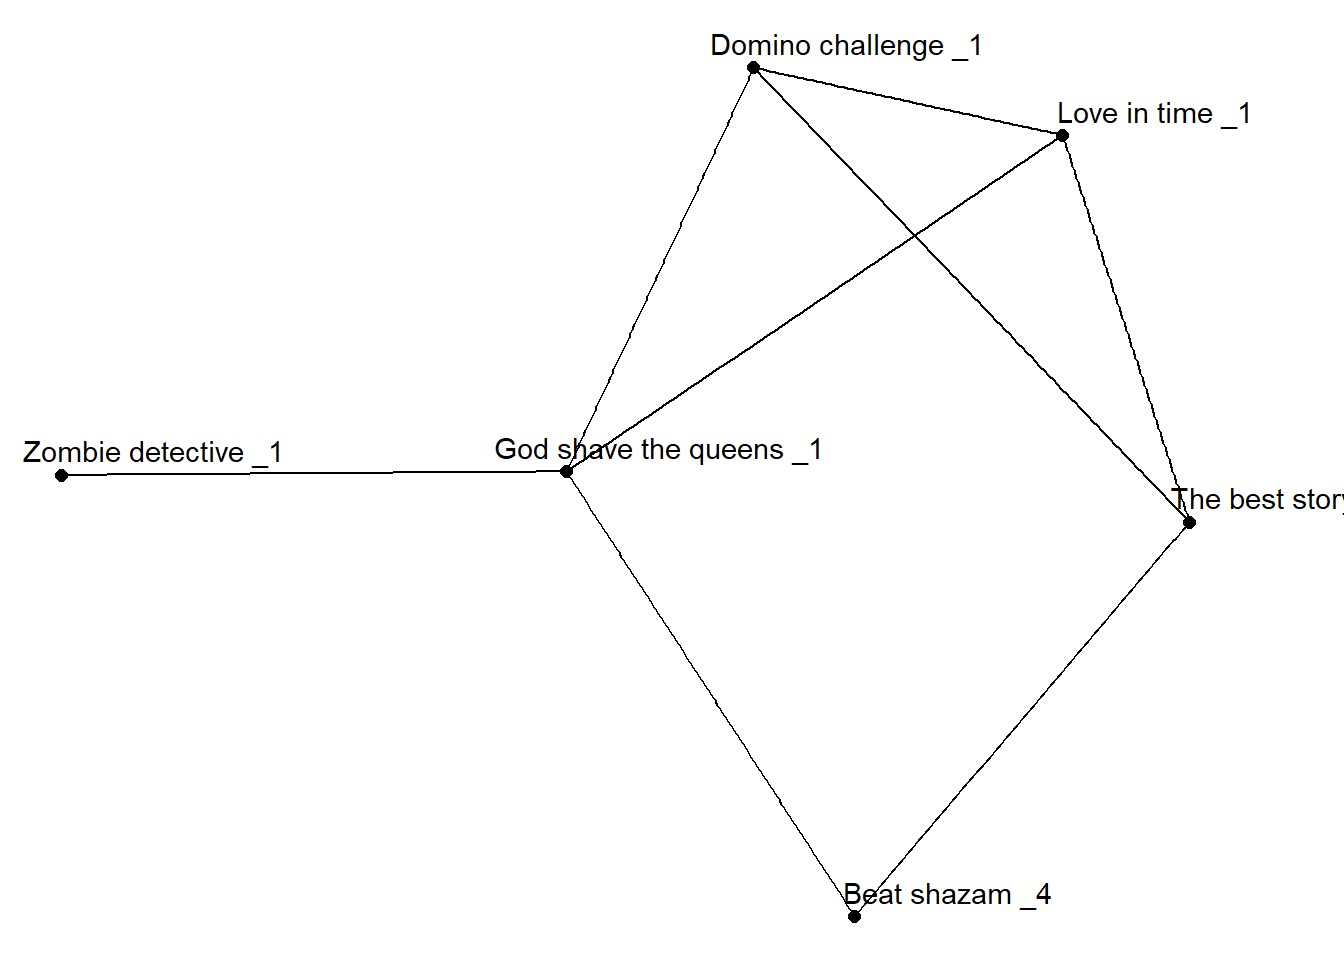 Domino challenge _1
Love in time _1
Zombie detective _1
God shave the queens _1
The best story
Beat shazam _4